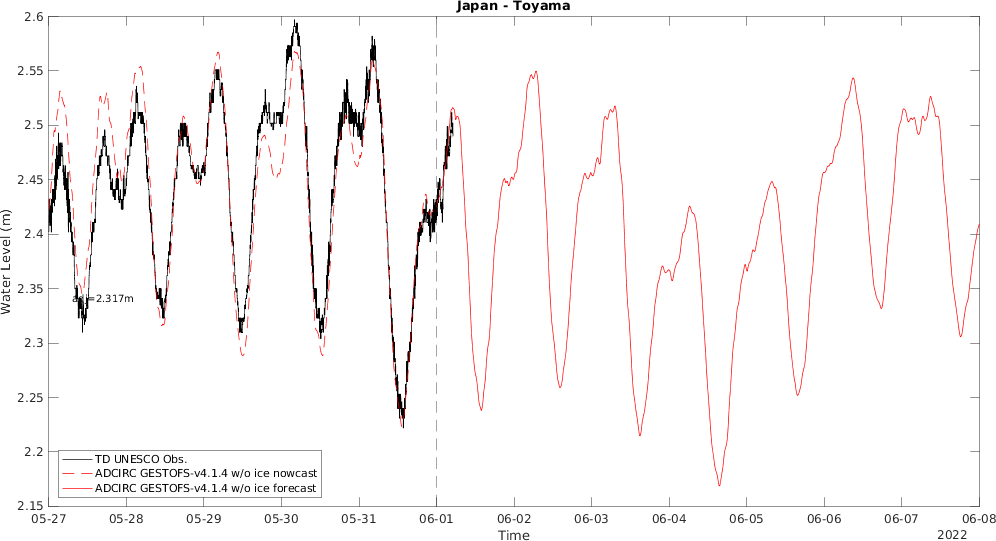 Japan - Toyama
2.6
2.55
2.5
2.45
2.4
2.35
2.3
2.25
2.2
2.15
Water Level (m)
=2.317m
TD UNESCO Obs.
ADCIRC GESTOFS-v4.1.4 w/o ice nowcast
ADCIRC GESTOFS-v4.1.4 w/o ice forecast
05-27 05-28 05-29 05-30 05-31 06-01 06-02 06-03 06-04 06-05 06-06 06-07 06-08
Time
2022